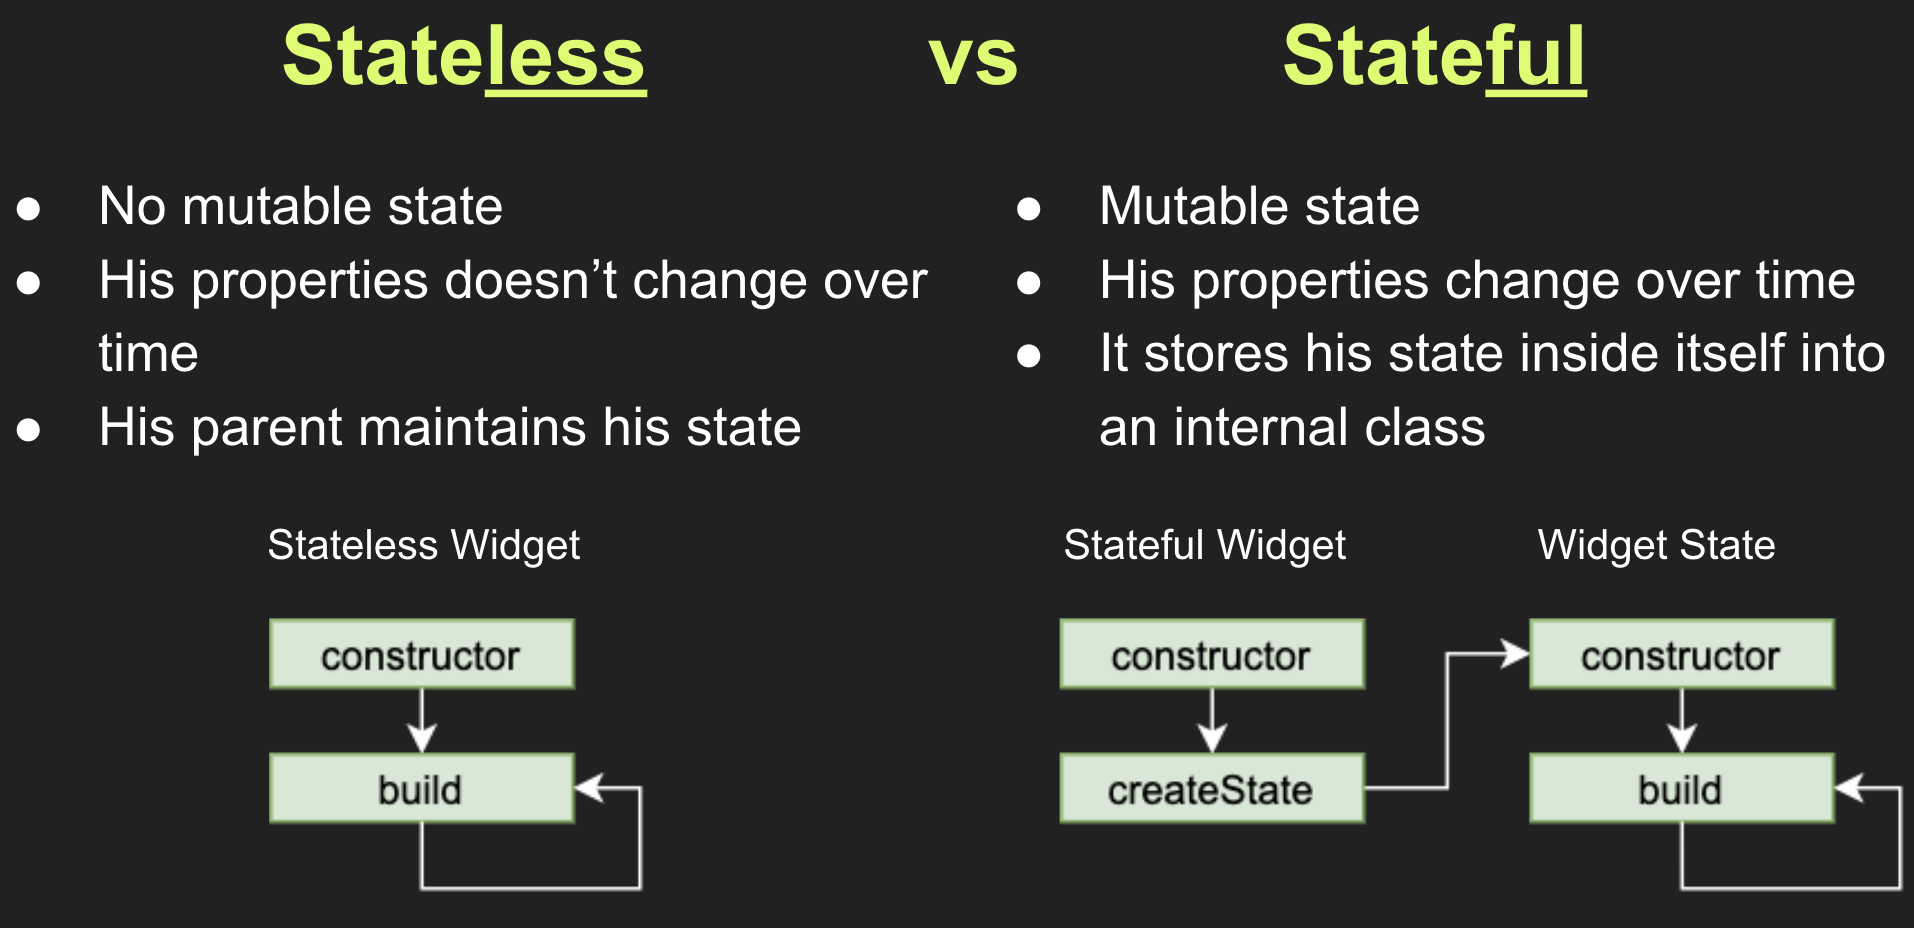 Stateless vs Stateful
● No mutable state
● His properties doesn’t change over
time
● His parent maintains his state
● Mutable state
● His properties change over time
● It stores his state inside itself into
an internal class
Stateless Widget
constructor
build
Stateful Widget
constructor
createState
Widget State
constructor
build